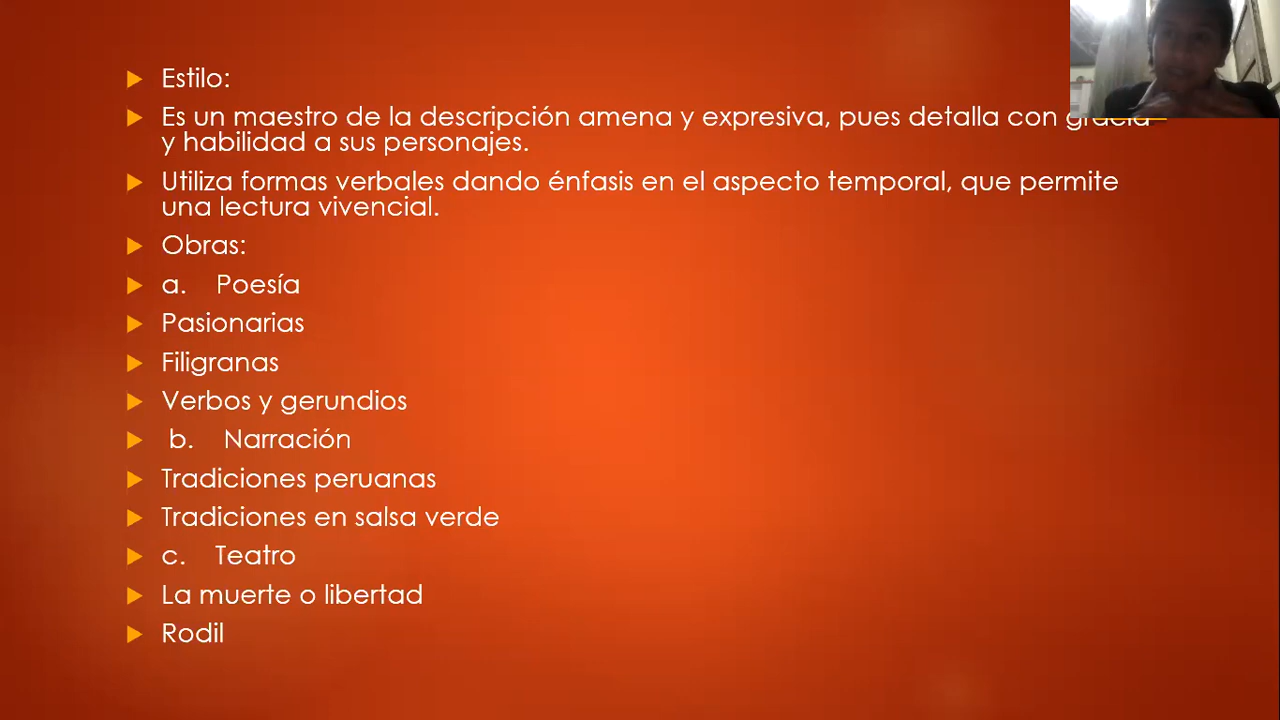 Estilo:
Es un maestro de la descripción amena y expresiva, pues detalla con gracia
y habilidad a sus personajes.
Utiliza formas verbales dando énfasis en el aspecto temporal, que permite
una lectura vivencial.
Obras:
a. Poesía
Pasionarias
Filigranas
Verbos y gerundios
b. Narración
Tradiciones peruanas
Tradiciones en salsa verde
c. Teatro
La muerte o libertad
Rodil